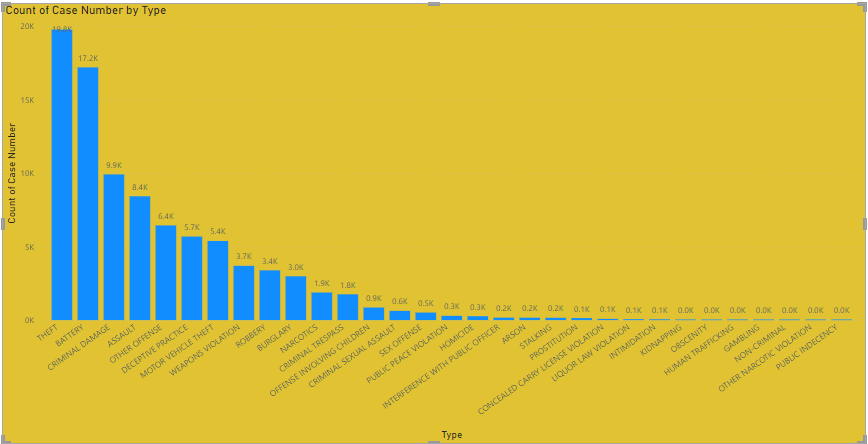 Count of Case Number by Type
20K
15K
10K
5K
0K
Count of Case Number
19.8K
17.2K
9.9K
8.4K
6.4K
5.7K
5.4K
3.7K
3.4K
3.0K
1.9K
1.8K
0.9K
0.6K
0.5K
0.3K
0.3K
0.2K
0.2K
0.2K
0.1K
0.1K
0.1K
0.1K
0.0K
0.0K
0.0K
0.0K
0.0K
0.0K
0.0K
THEFT
BATTERY
CRIMINAL DAMAGE
ASSAULT
OTHER OFFENSE
DECEPTIVE PRACTICE
MOTOR VEHICLE THEFT
WEAPONS VIOLATION
ROBBERY
BURGLARY
NARCOTICS
CRIMINAL TRESPASS
OFFENSE INVOLVING CHILDREN
CRIMINAL SEXUAL ASSAULT
SEX OFFENSE
PUBLIC PEACE VIOLATION
HOMICIDE
INTERFERENCE WITH PUBLIC OFFICER
ARSON
STALKING
PROSTITUTION
CONCEALED CARRY LICENSE VIOLATION
LIQUOR LAW VIOLATION
INTIMIDATION
KIDNAPPING
OBSCENITY
HUMAN TRAFFICKING
GAMBLING
NON-CRIMINAL
OTHER NARCOTIC VIOLATION
PUBLIC INDECENCY
Type